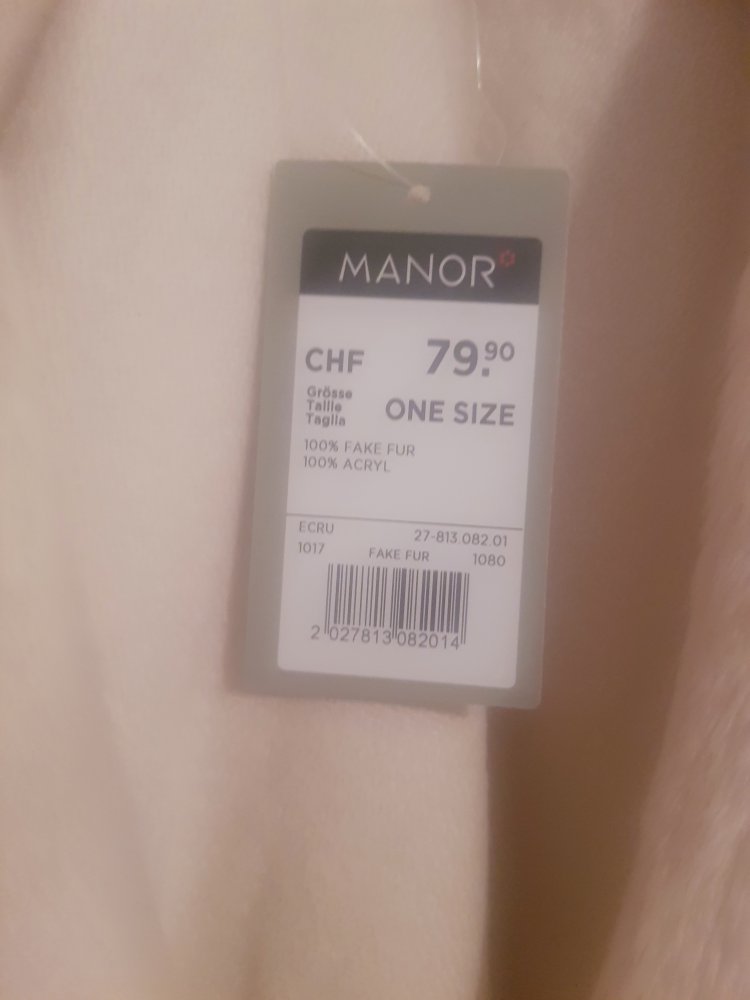 MANOR
CHF 79.90
Grösse
Taille
Taglia
ONE SIZE
100% FAKE FUR
100% ACRYL
ECRU 27-813.082.01
1017 FAKE FUR 1080
2 027813 082014